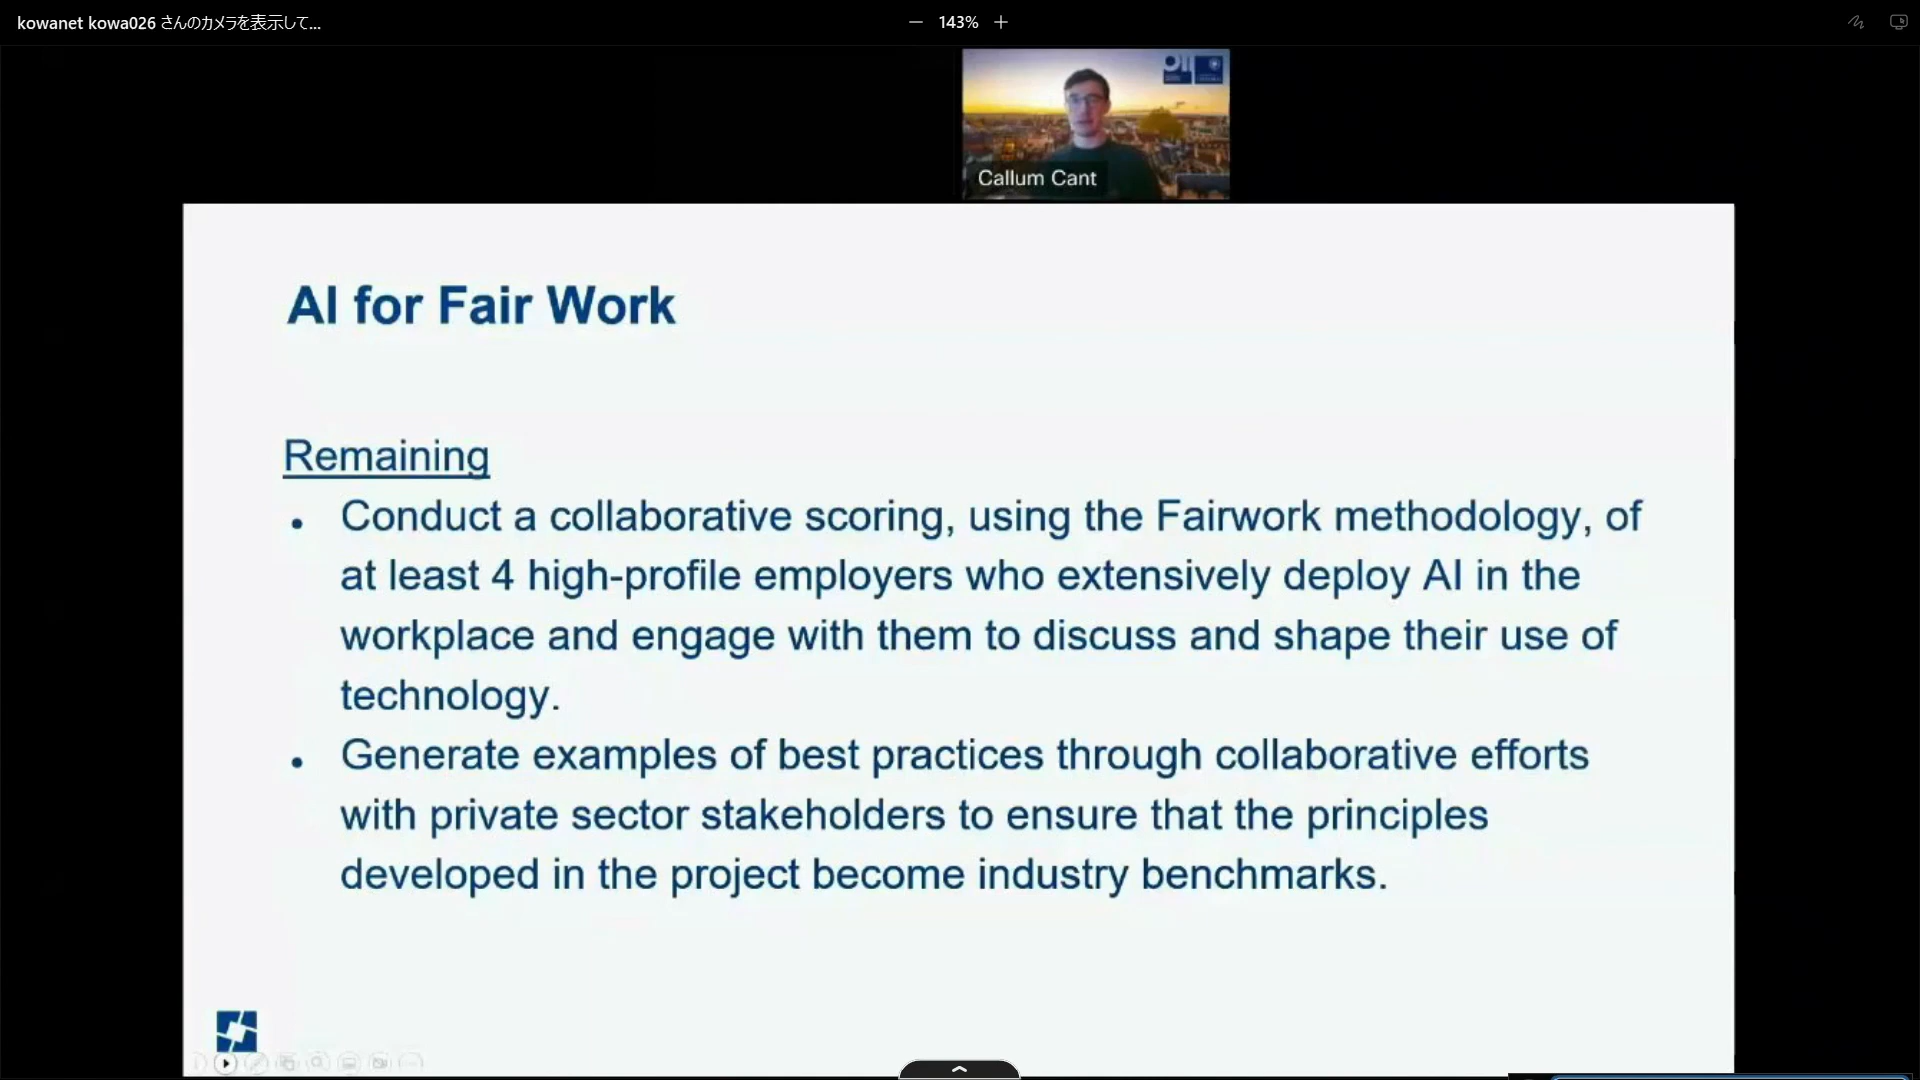 kowanet kowa026 さんのカメラを表示して...
143%
Callum Cant
AI for Fair Work
Remaining
• Conduct a collaborative scoring, using the Fairwork methodology, of
at least 4 high-profile employers who extensively deploy AI in the
workplace and engage with them to discuss and shape their use of
technology.
• Generate examples of best practices through collaborative efforts
with private sector stakeholders to ensure that the principles
developed in the project become industry benchmarks.